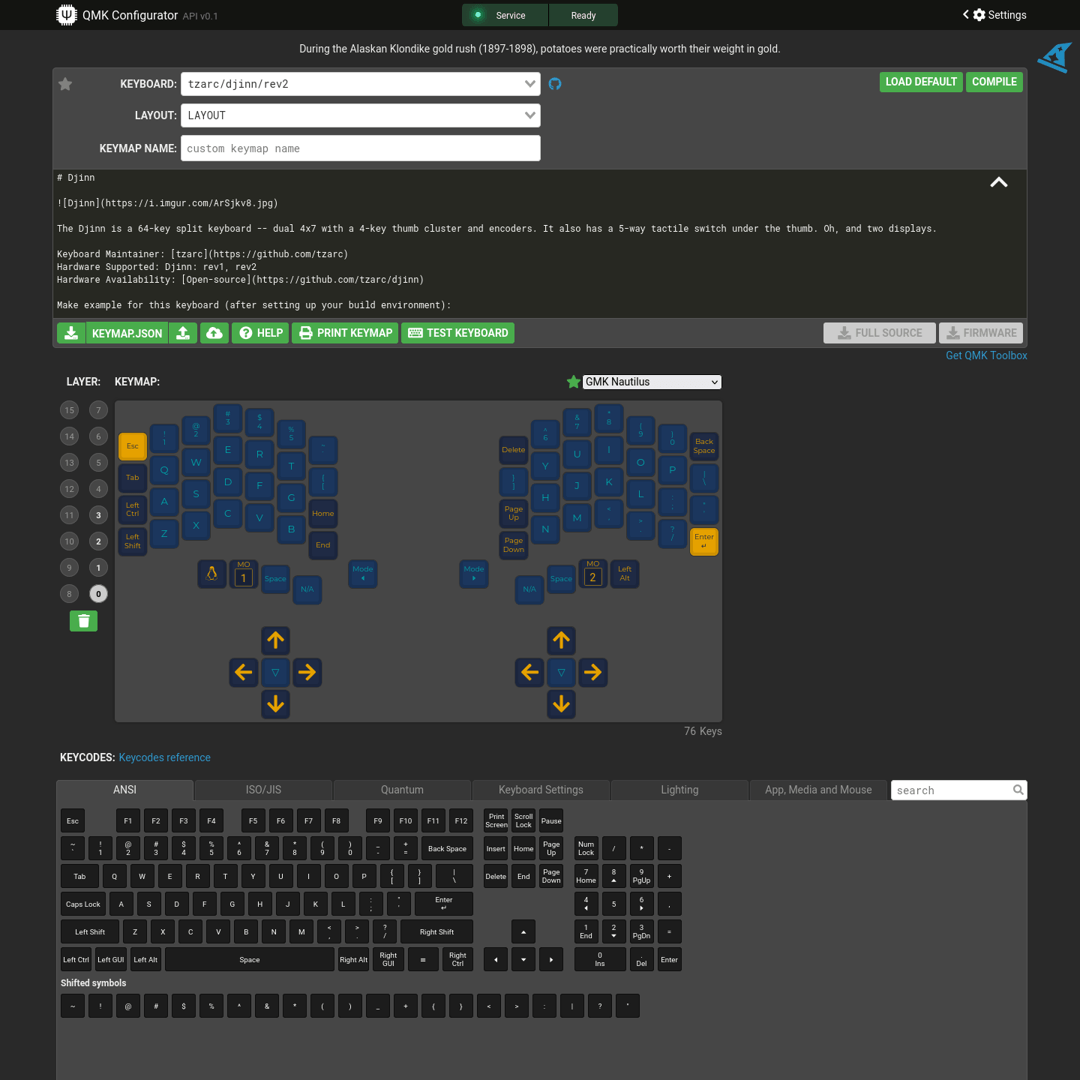 QMK Configurator API v0.1
Service Ready
Settings
During the Alaskan Klondike gold rush (1897-1898), potatoes were practically worth their weight in gold.
KEYBOARD: tzarc/djinn/rev2
LOAD DEFAULT COMPILE
LAYOUT: LAYOUT
KEYMAP NAME: custom keymap name
# Djinn
![Djinn](https://i.imgur.com/ArSjkv8.jpg)
The Djinn is a 64-key split keyboard -- dual 4x7 with a 4-key thumb cluster and encoders. It also has a 5-way tactile switch under the thumb. Oh, and two displays.
Keyboard Maintainer: [tzarc](https://github.com/tzarc)
Hardware Supported: Djinn: rev1, rev2
Hardware Availability: [Open-source](https://github.com/tzarc/djinn)
Make example for this keyboard (after setting up your build environment):
KEYMAP.JSON HELP PRINT KEYMAP TEST KEYBOARD FULL SOURCE FIRMWARE
Get QMK Toolbox
LAYER: KEYMAP: GMK Nautilus
15 7
14 6
13 5
12 4
11 3
10 2
9 1
8 0
Esc ! 1 @ 2 # 3 $ 4 % 5
Tab Q W E R T
Left Ctrl A S D F G Home
Left Shift Z X C V B End
MO 1 Space N/A Mode
Delete ^ 6 & 7 * 8 ( 9 ) 0 Back Space
Y U I O P | \
Page Up H J K L
Page Down N M ? / Enter
Mode N/A Space MO 2 Left Alt
76 Keys
KEYCODES: Keycodes reference
ANSI ISO/JIS Quantum Keyboard Settings Lighting App, Media and Mouse search
Esc F1 F2 F3 F4 F5 F6 F7 F8 F9 F10 F11 F12 Print Screen Scroll Lock Pause
~ ` ! 1 @ 2 # 3 $ 4 % 5 ^ 6 & 7 * 8 ( 9 ) 0 _ - + = Back Space Insert Home Page Up Num Lock / * -
Tab Q W E R T Y U I O P { [ } ] | \ Delete End Page Down 7 Home 8 9 PgUp +
Caps Lock A S D F G H J K L : ; " ' Enter 4 5 6 ,
Left Shift Z X C V B N M < , > . ? / Right Shift 1 End 2 3 PgDn =
Left Ctrl Left GUI Left Alt Space Right Alt Right GUI Right Ctrl 0 Ins . Del Enter
Shifted symbols
~ ! @ # $ % ^ & * ( ) _ + { } < > : | ? "